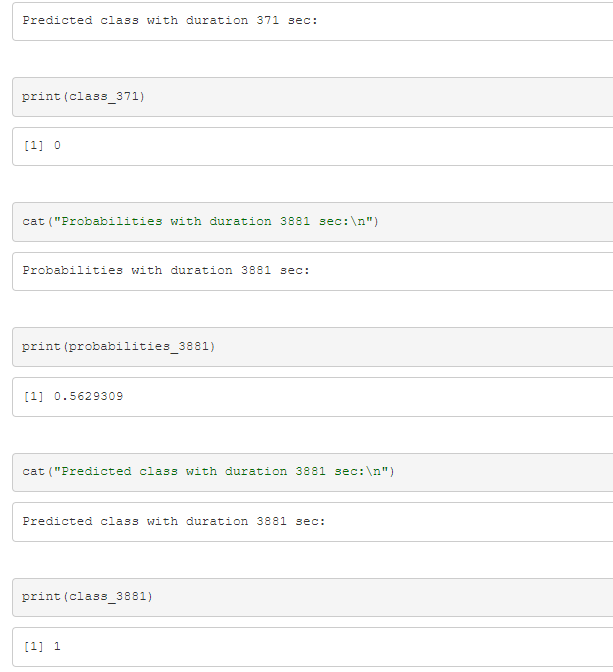 Predicted class with duration 371 sec:
print(class_371)
[1] 0
cat("Probabilities with duration 3881 sec:\n")
Probabilities with duration 3881 sec:
print(probabilities_3881)
[1] 0.5629309
cat("Predicted class with duration 3881 sec:\n")
Predicted class with duration 3881 sec:
print(class_3881)
[1] 1